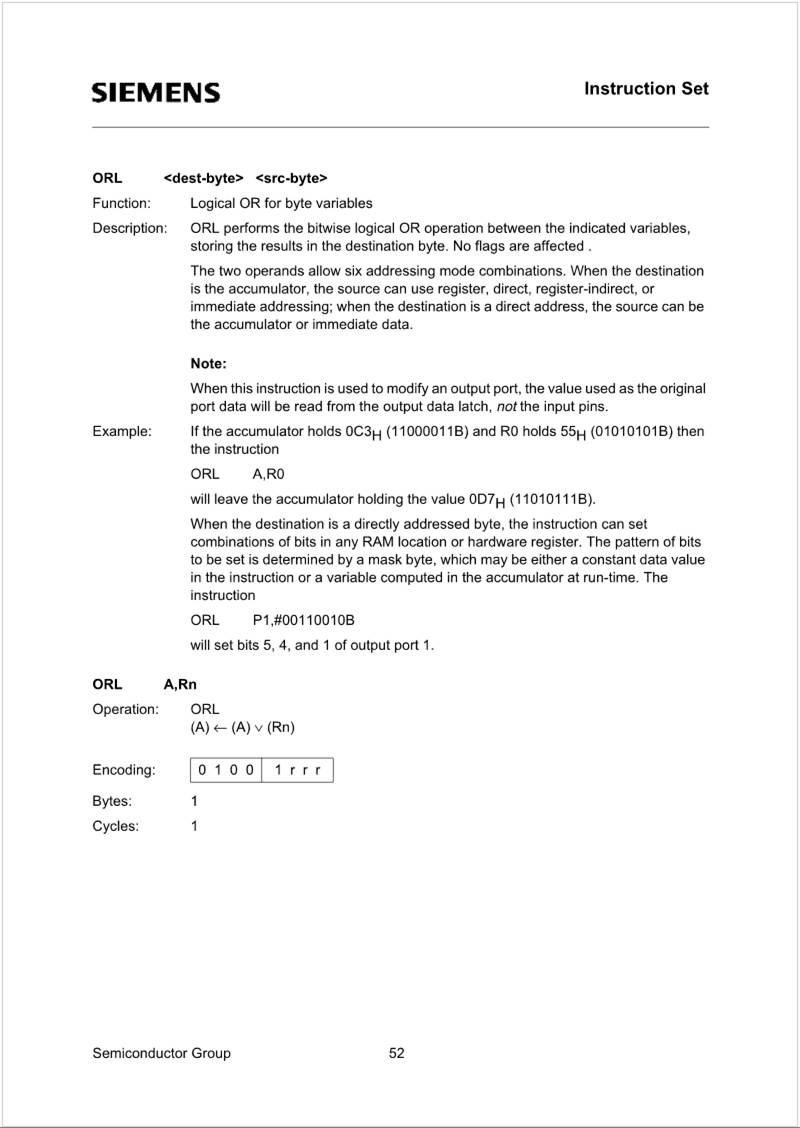 SIEMENS
Instruction Set
ORL <dest-byte> <src-byte>
Function: Logical OR for byte variables
Description: ORL performs the bitwise logical OR operation between the indicated variables,
storing the results in the destination byte. No flags are affected .
The two operands allow six addressing mode combinations. When the destination
is the accumulator, the source can use register, direct, register-indirect, or
immediate addressing; when the destination is a direct address, the source can be
the accumulator or immediate data.
Note:
When this instruction is used to modify an output port, the value used as the original
port data will be read from the output data latch, not the input pins.
Example: If the accumulator holds 0C3H (11000011B) and R0 holds 55H (01010101B) then
the instruction
ORL A,R0
will leave the accumulator holding the value 0D7H (11010111B).
When the destination is a directly addressed byte, the instruction can set
combinations of bits in any RAM location or hardware register. The pattern of bits
to be set is determined by a mask byte, which may be either a constant data value
in the instruction or a variable computed in the accumulator at run-time. The
instruction
ORL P1,#00110010B
will set bits 5, 4, and 1 of output port 1.
ORL A,Rn
Operation: ORL
(A) ← (A) ∨ (Rn)
Encoding: 0 1 0 0 1 r r r
Bytes: 1
Cycles: 1
Semiconductor Group 52